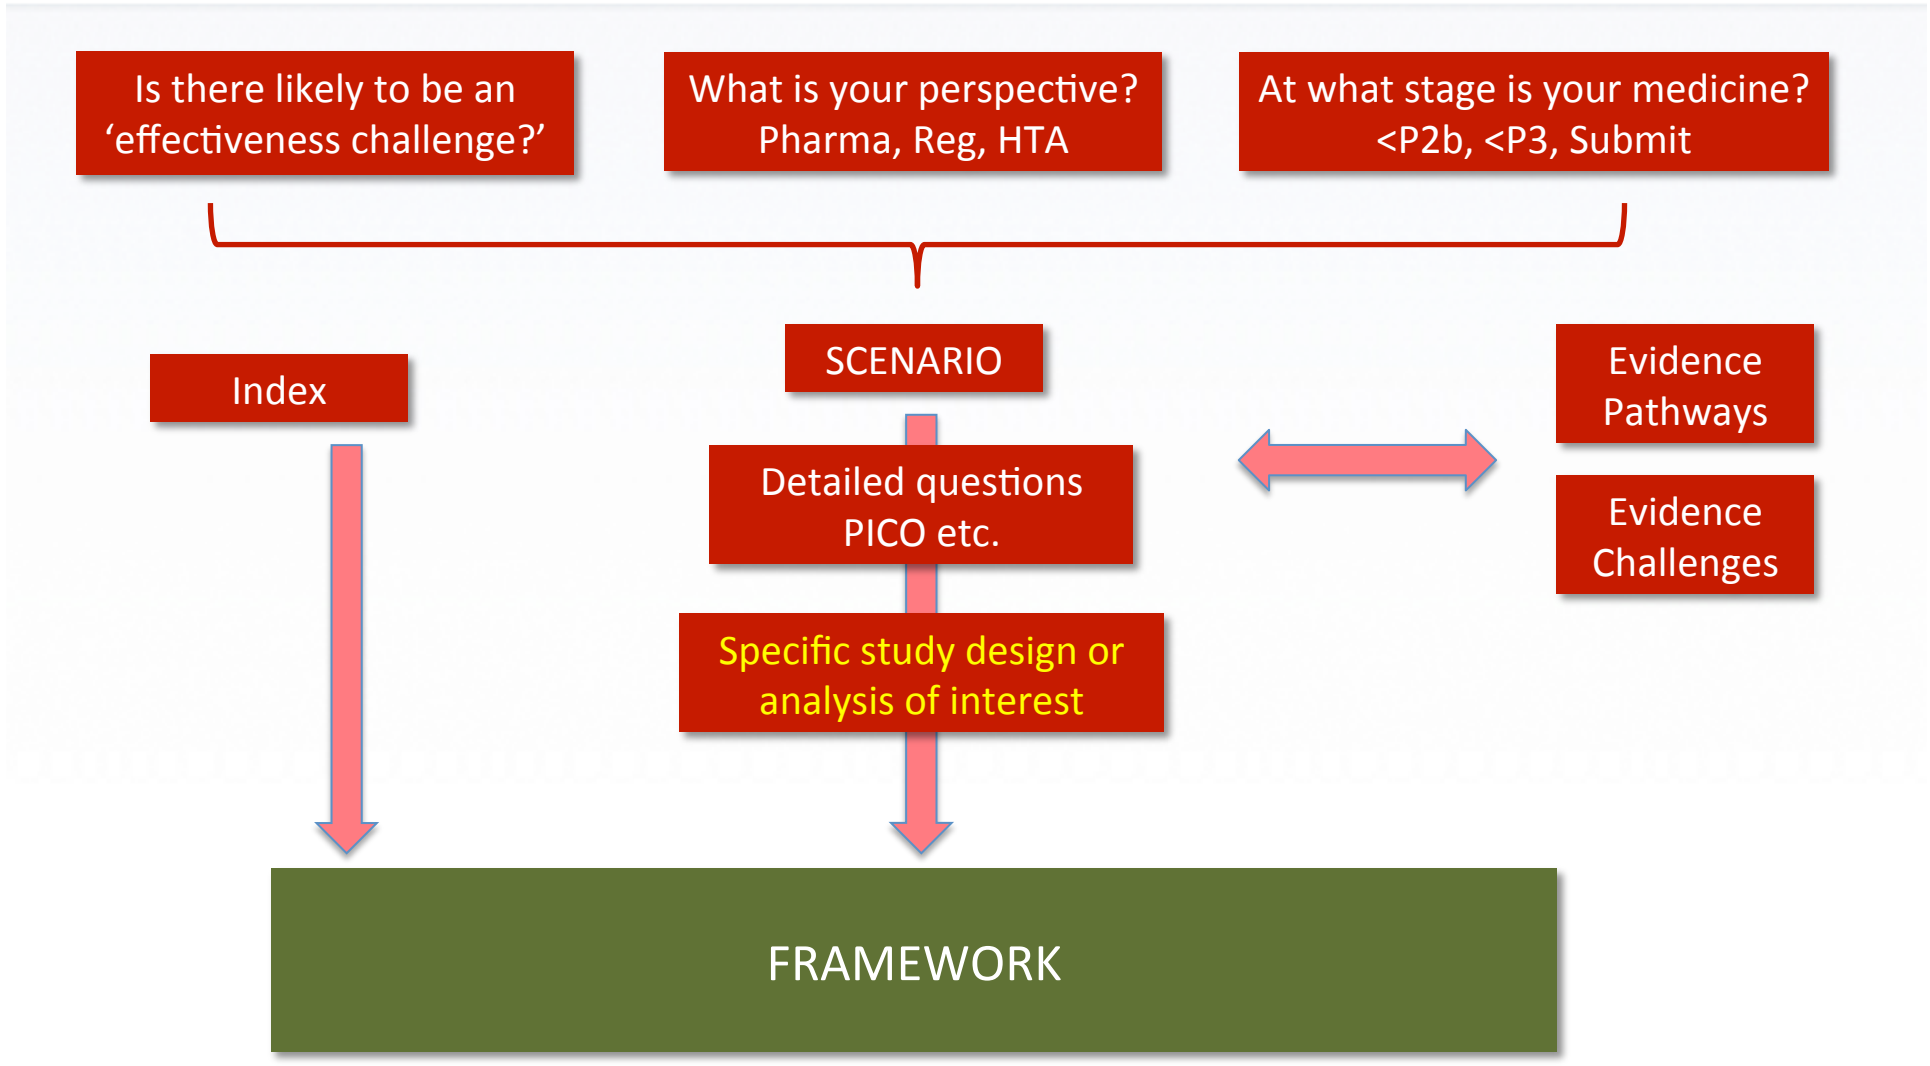 Is there likely to be an
‘effectiveness challenge?’
What is your perspective?
Pharma, Reg, HTA
At what stage is your medicine?
<P2b, <P3, Submit
Index
SCENARIO
Evidence
Pathways
Detailed questions
PICO etc.
Evidence
Challenges
Specific study design or
analysis of interest
FRAMEWORK